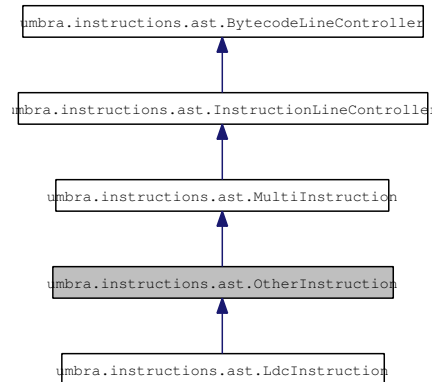 umbra.instructions.ast.BytecodeLineController
umbra.instructions.ast.InstructionLineController
umbra.instructions.ast.MultiInstruction
umbra.instructions.ast.OtherInstruction
umbra.instructions.ast.LdcInstruction